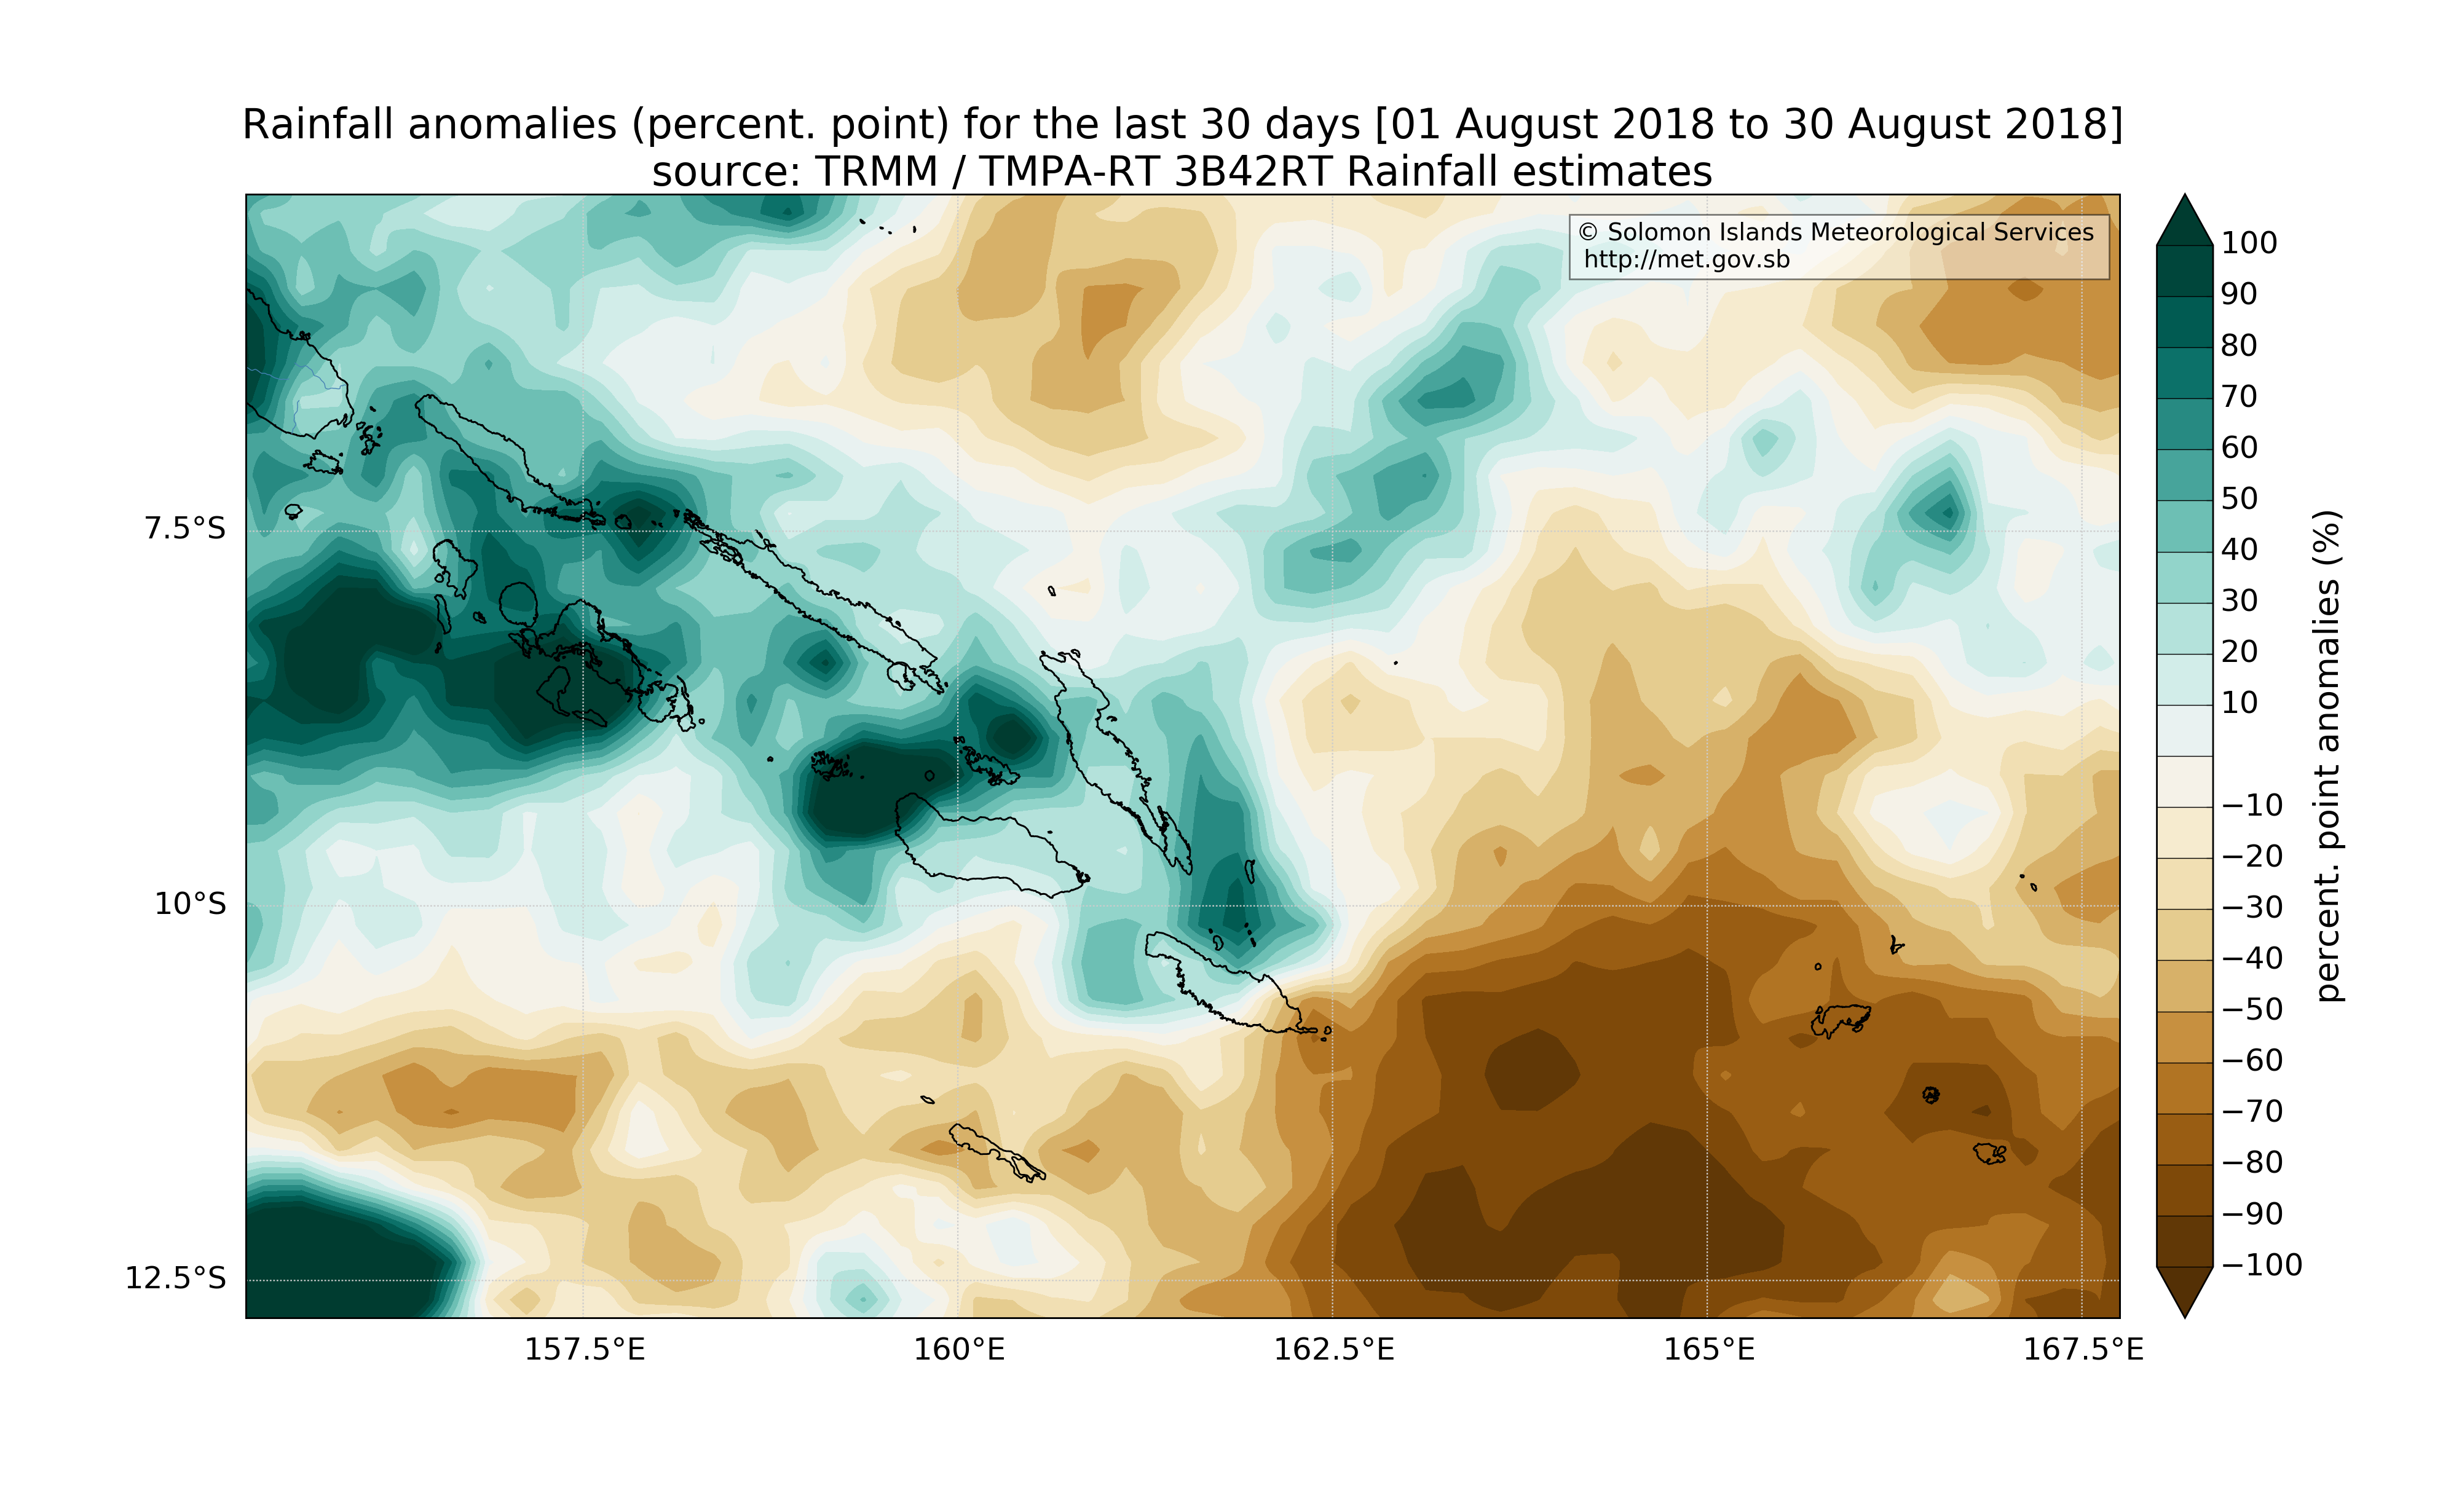 Rainfall anomalies (percent. point) for the last 30 days [01 August 2018 to 30 August 2018]
source: TRMM / TMPA-RT 3B42RT Rainfall estimates
© Solomon Islands Meteorological Services
http://met.gov.sb
7.5°S
10°S
12.5°S
157.5°E
160°E
162.5°E
165°E
167.5°E
100
90
80
70
60
50
40
30
20
10
−10
−20
−30
−40
−50
−60
−70
−80
−90
−100
percent. point anomalies (%)